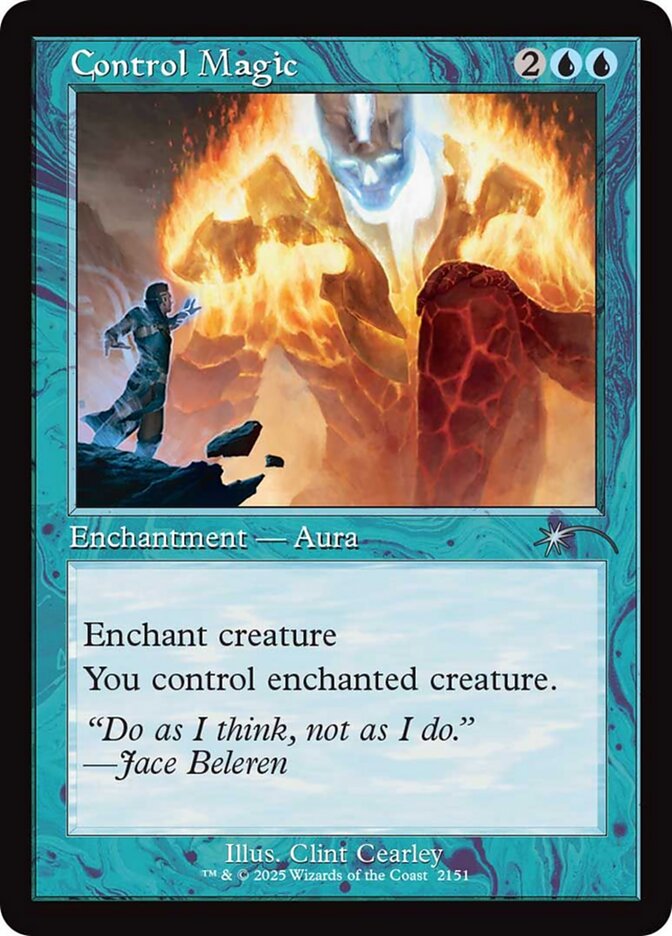 Control Magic 2
Enchantment — Aura
Enchant creature
You control enchanted creature.
“Do as I think, not as I do.”
—Jace Beleren
Illus. Clint Cearley
™ & © 2025 Wizards of the Coast 2151